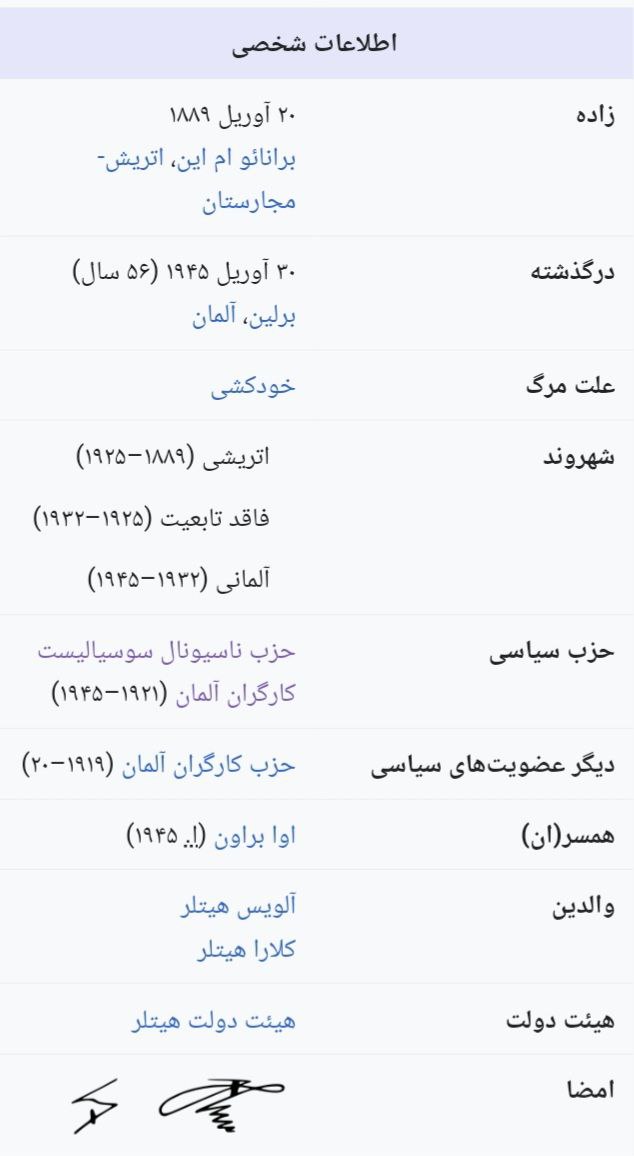 اطلاعات شخصی
زاده
۲۰ آوریل ۱۸۸۹
برانائو ام این، اتریش-
مجارستان
درگذشته
۳۰ آوریل ۱۹۴۵ (۵۶ سال)
برلین، آلمان
علت مرگ
خودکشی
شهروند
اتریشی (۱۸۸۹–۱۹۲۵)
فاقد تابعیت (۱۹۲۵–۱۹۳۲)
آلمانی (۱۹۳۲–۱۹۴۵)
حزب سیاسی
حزب ناسیونال سوسیالیست
کارگران آلمان (۱۹۲۱–۱۹۴۵)
دیگر عضویت‌های سیاسی
حزب کارگران آلمان (۱۹۱۹–۲۰)
همسر(ان)
اوا براون (ا. ۱۹۴۵)
والدین
آلویس هیتلر
کلارا هیتلر
هیئت دولت
هیئت دولت هیتلر
امضا